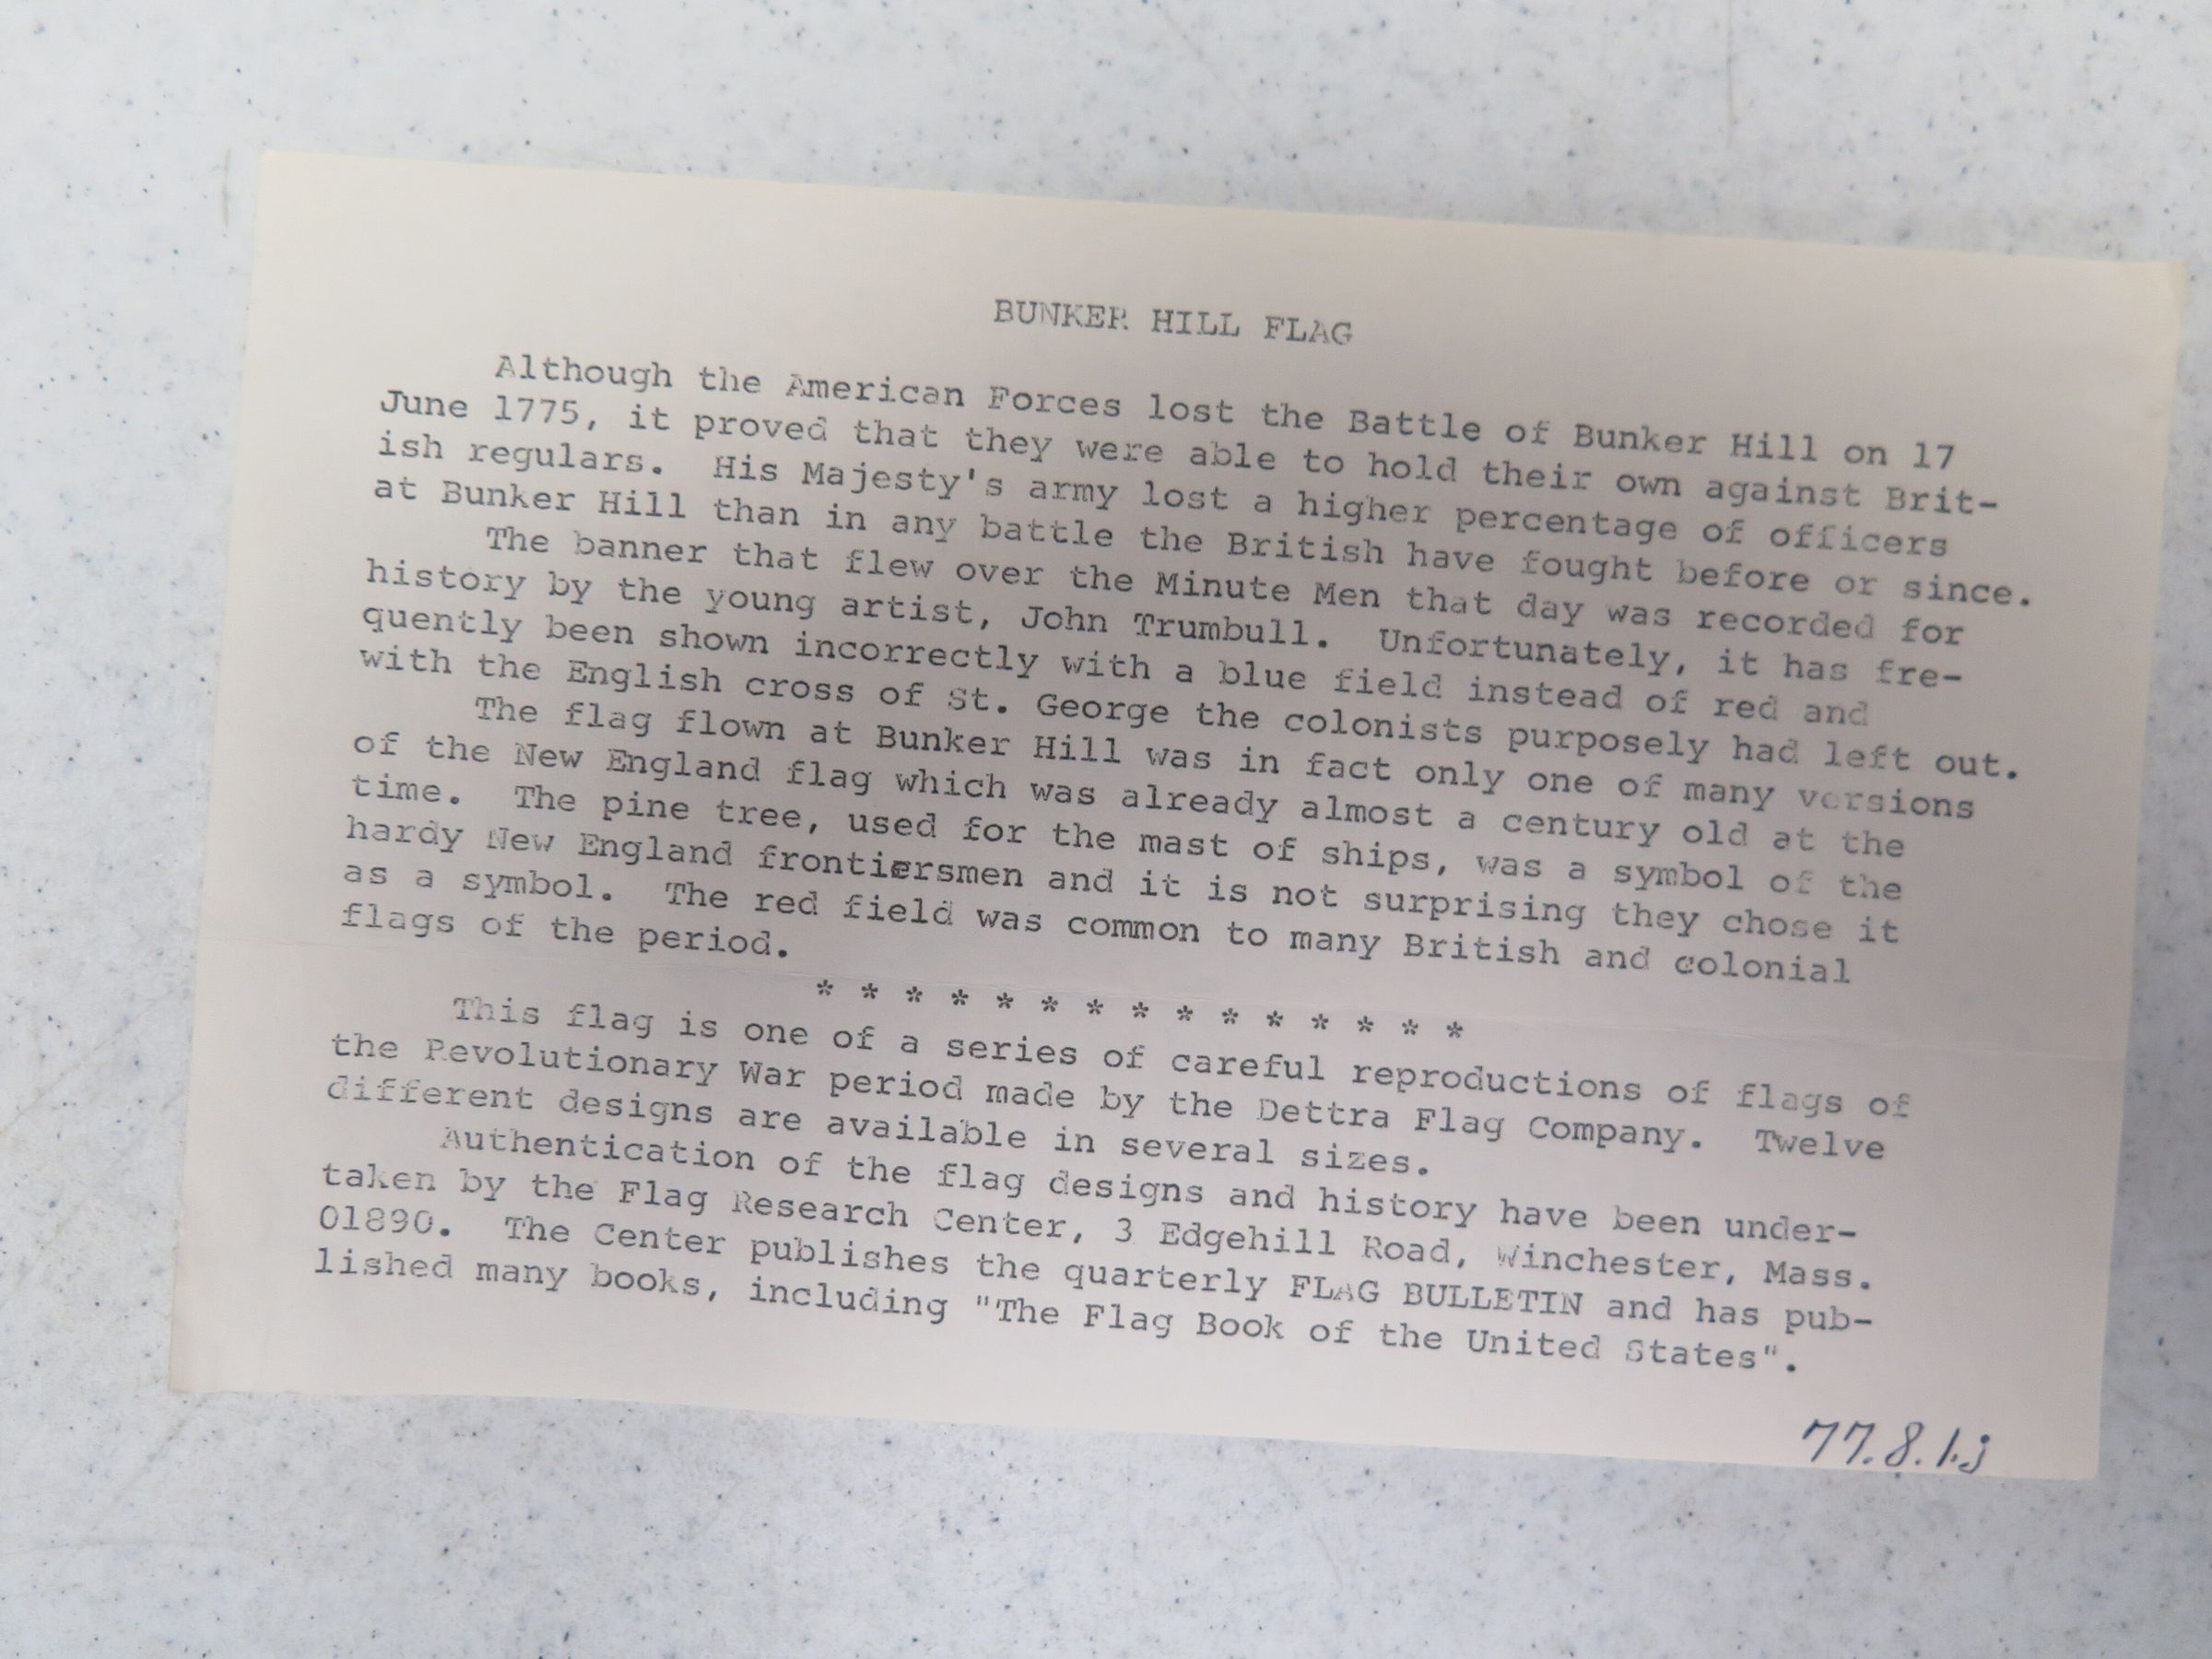 BUNKER HILL FLAG
Although the American Forces lost the Battle of Bunker Hill on 17
June 1775, it proved that they were able to hold their own against Brit-
ish regulars. His Majesty's army lost a higher percentage of officers
at Bunker Hill than in any battle the British have fought before or since.
The banner that flew over the Minute Men that day was recorded for
history by the young artist, John Trumbull. Unfortunately, it has fre-
quently been shown incorrectly with a blue field instead of red and
with the English cross of St. George the colonists purposely had left out.
The flag flown at Bunker Hill was in fact only one of many versions
of the New England flag which was already almost a century old at the
time. The pine tree, used for the mast of ships, was a symbol of the
hardy New England frontiersmen and it is not surprising they chose it
as a symbol. The red field was common to many British and colonial
flags of the period.
* * * * * * * * * * * * * * *
This flag is one of a series of careful reproductions of flags of
the Revolutionary War period made by the Dettra Flag Company. Twelve
different designs are available in several sizes.
Authentication of the flag designs and history have been under-
taken by the Flag Research Center, 3 Edgehill Road, Winchester, Mass.
01890. The Center publishes the quarterly FLAG BULLETIN and has pub-
lished many books, including "The Flag Book of the United States".
77.8.1.j